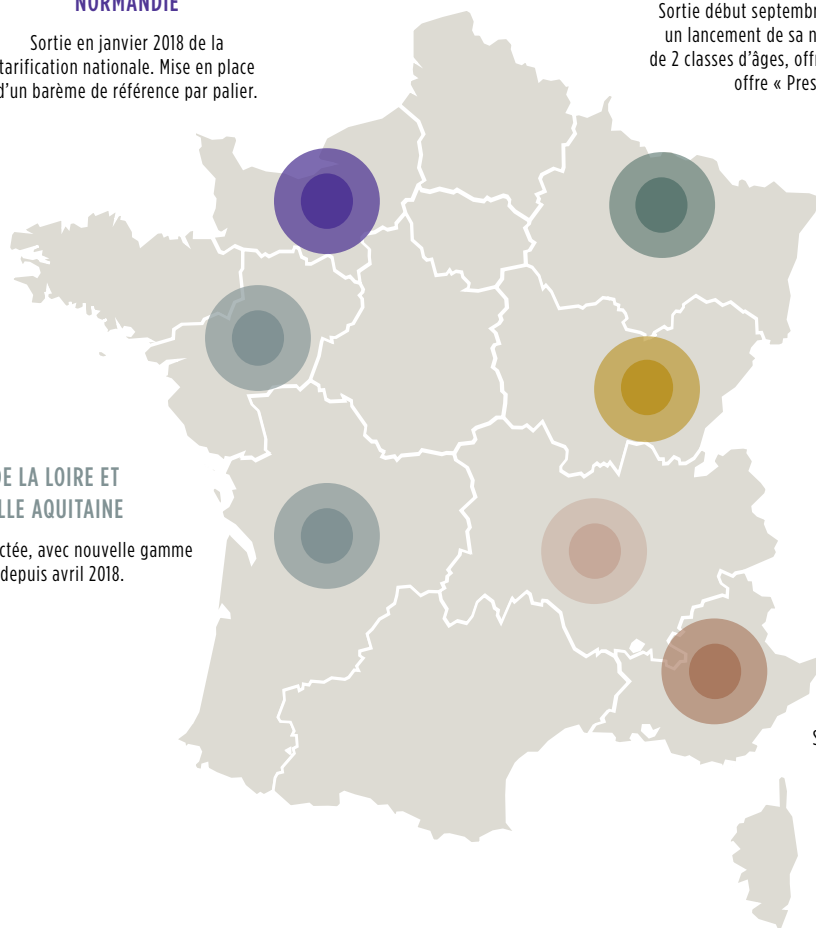 NORMANDIE
Sortie en janvier 2018 de la
tarification nationale. Mise en place
d'un barème de référence par palier.
Sortie début septembr
un lancement de sa n
de 2 classes d'âges, offr
offre « Pres
DE LA LOIRE ET
LLE AQUITAINE
ctée, avec nouvelle gamme
depuis avril 2018.
S